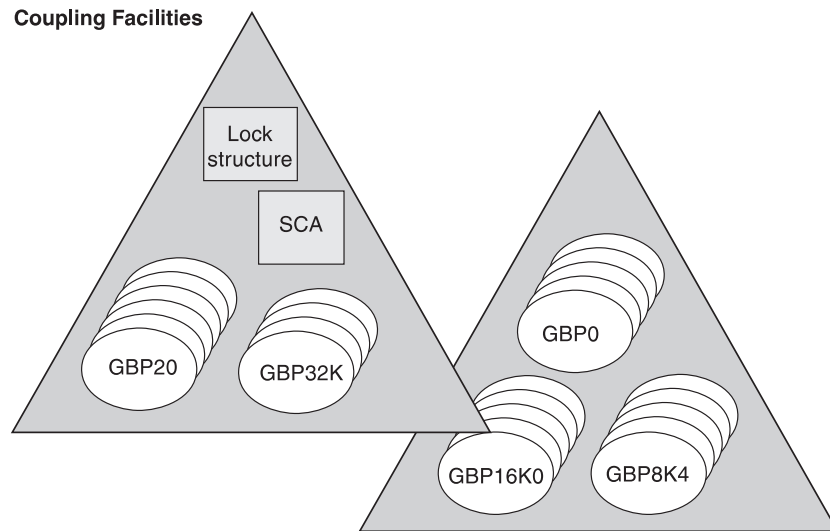 Coupling Facilities
Lock
structure
SCA
GBP20
GBP32K
GBP0
GBP16K0
GBP8K4